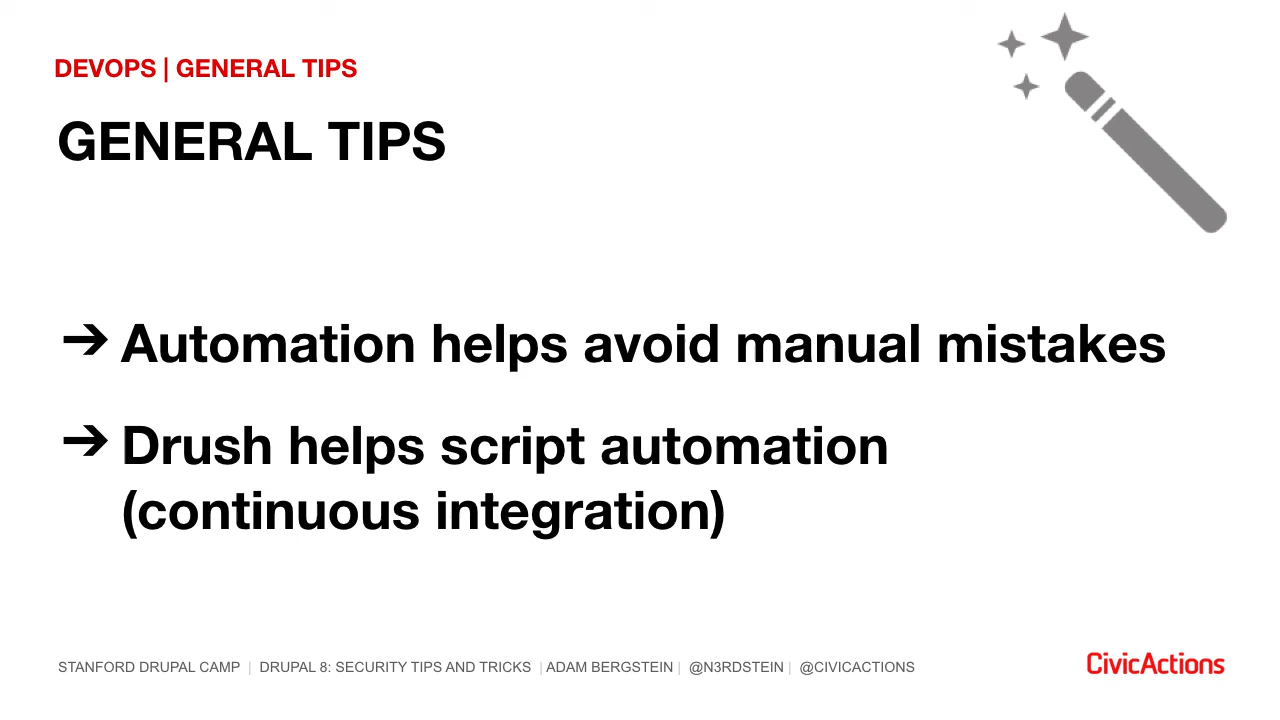 DEVOPS | GENERAL TIPS
GENERAL TIPS
➔ Automation helps avoid manual mistakes
➔ Drush helps script automation
(continuous integration)
STANFORD DRUPAL CAMP | DRUPAL 8: SECURITY TIPS AND TRICKS | ADAM BERGSTEIN | @N3RDSTEIN | @CIVICACTIONS
CivicActions